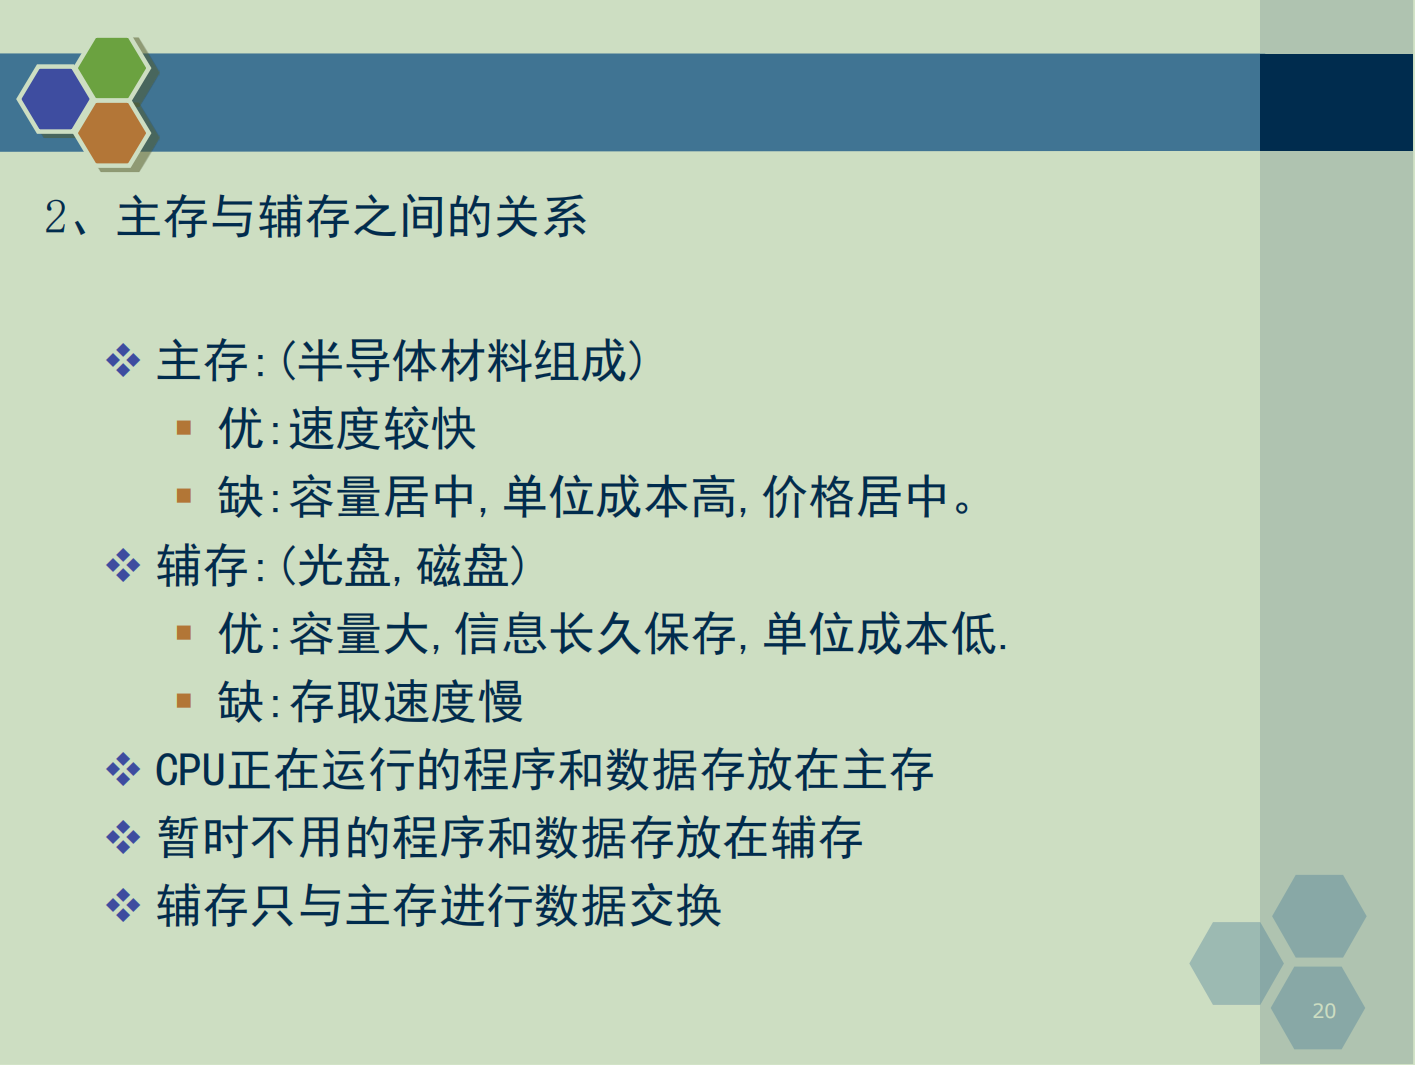 2、主存与辅存之间的关系
主存:(半导体材料组成)
优:速度较快
缺:容量居中,单位成本高,价格居中。
辅存:(光盘,磁盘)
优:容量大,信息长久保存,单位成本低.
缺:存取速度慢
CPU正在运行的程序和数据存放在主存
暂时不用的程序和数据存放在辅存
辅存只与主存进行数据交换
20